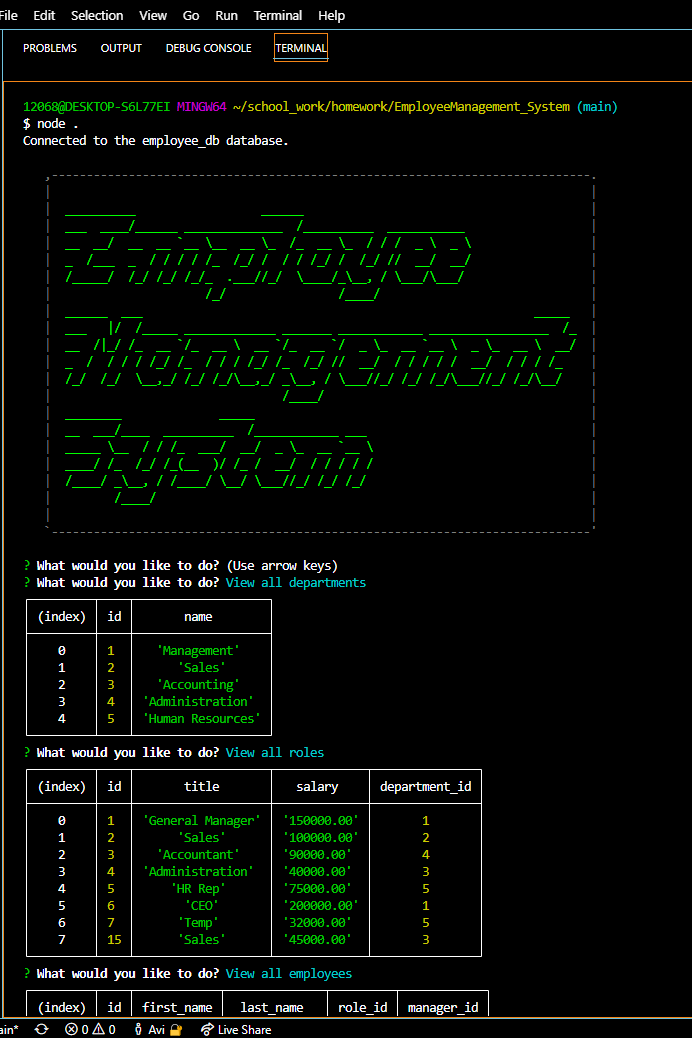 File Edit Selection View Go Run Terminal Help
PROBLEMS OUTPUT DEBUG CONSOLE TERMINAL
12068@DESKTOP-S6L77EI MINGW64 ~/school_work/homework/EmployeeManagement_System (main)
$ node .
Connected to the employee_db database.
Employee
Management
System
? What would you like to do? (Use arrow keys)
? What would you like to do? View all departments
(index) id name
0 1 'Management'
1 2 'Sales'
2 3 'Accounting'
3 4 'Administration'
4 5 'Human Resources'
? What would you like to do? View all roles
(index) id title salary department_id
0 1 'General Manager' '150000.00' 1
1 2 'Sales' '100000.00' 2
2 3 'Accountant' '90000.00' 4
3 4 'Administration' '40000.00' 3
4 5 'HR Rep' '75000.00' 5
5 6 'CEO' '200000.00' 1
6 7 'Temp' '32000.00' 5
7 15 'Sales' '45000.00' 3
? What would you like to do? View all employees
(index) id first_name last_name role_id manager_id
ain* 0 0 Avi Live Share